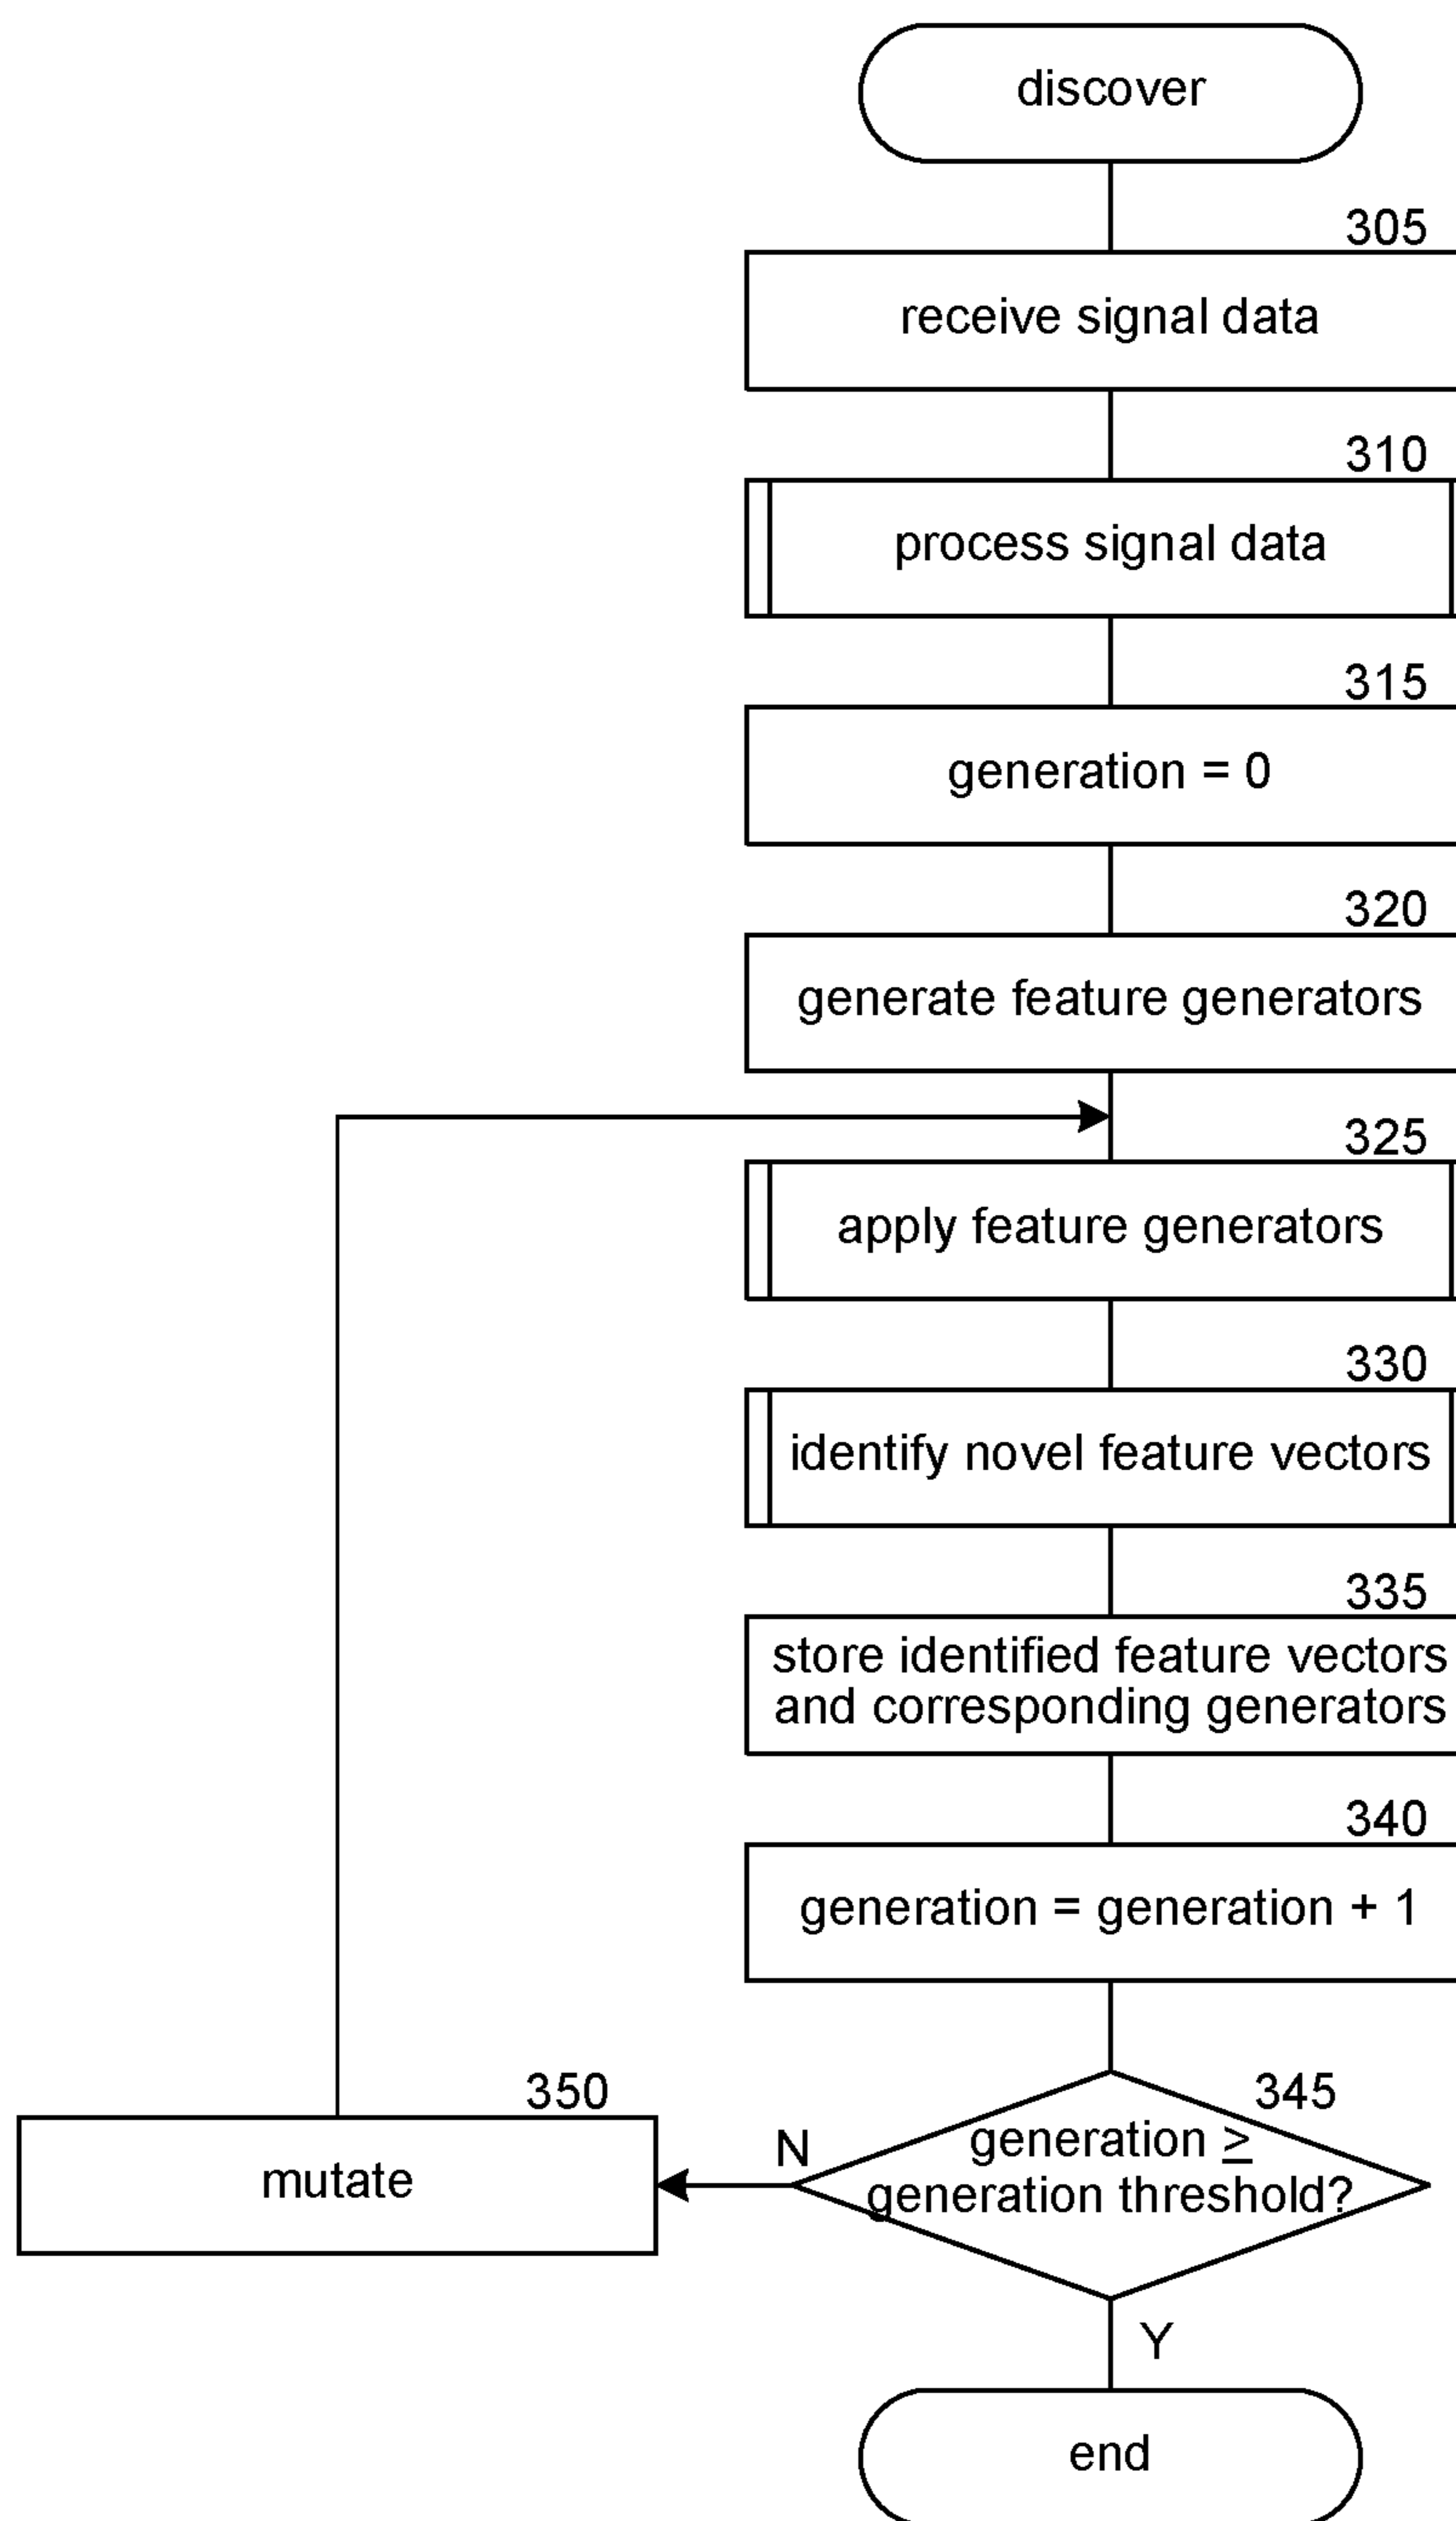 discover
305
receive signal data
310
process signal data
315
generation = 0
320
generate feature generators
325
apply feature generators
330
identify novel feature vectors
335
store identified feature vectors
and corresponding generators
340
generation = generation + 1
345
generation ≥
generation threshold?
N
350
mutate
Y
end